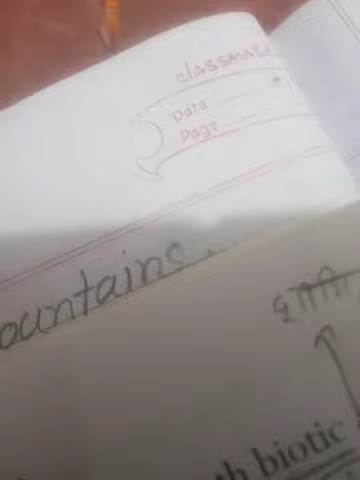 classmate
Date
Page
ountains
th biotic